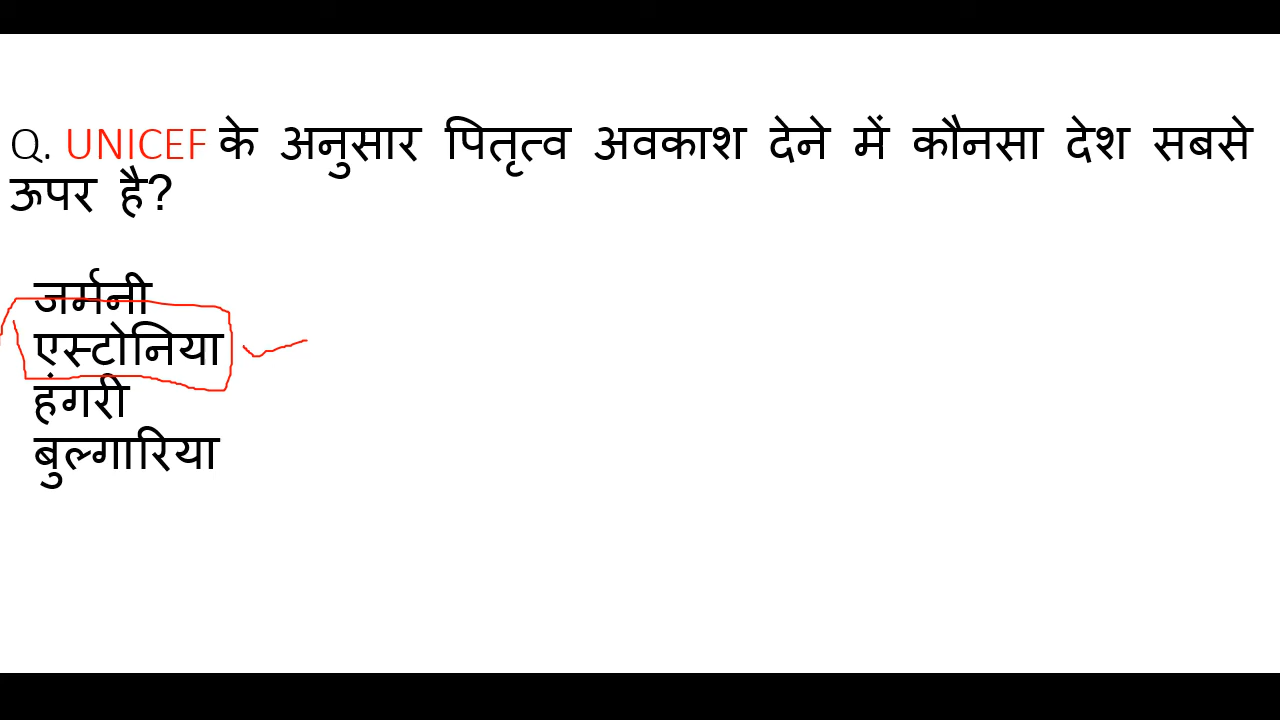 Q. UNICEF के अनुसार पितृत्व अवकाश देने में कौनसा देश सबसे
ऊपर है?
जर्मनी
एस्टोनिया
हंगरी
बुल्गारिया